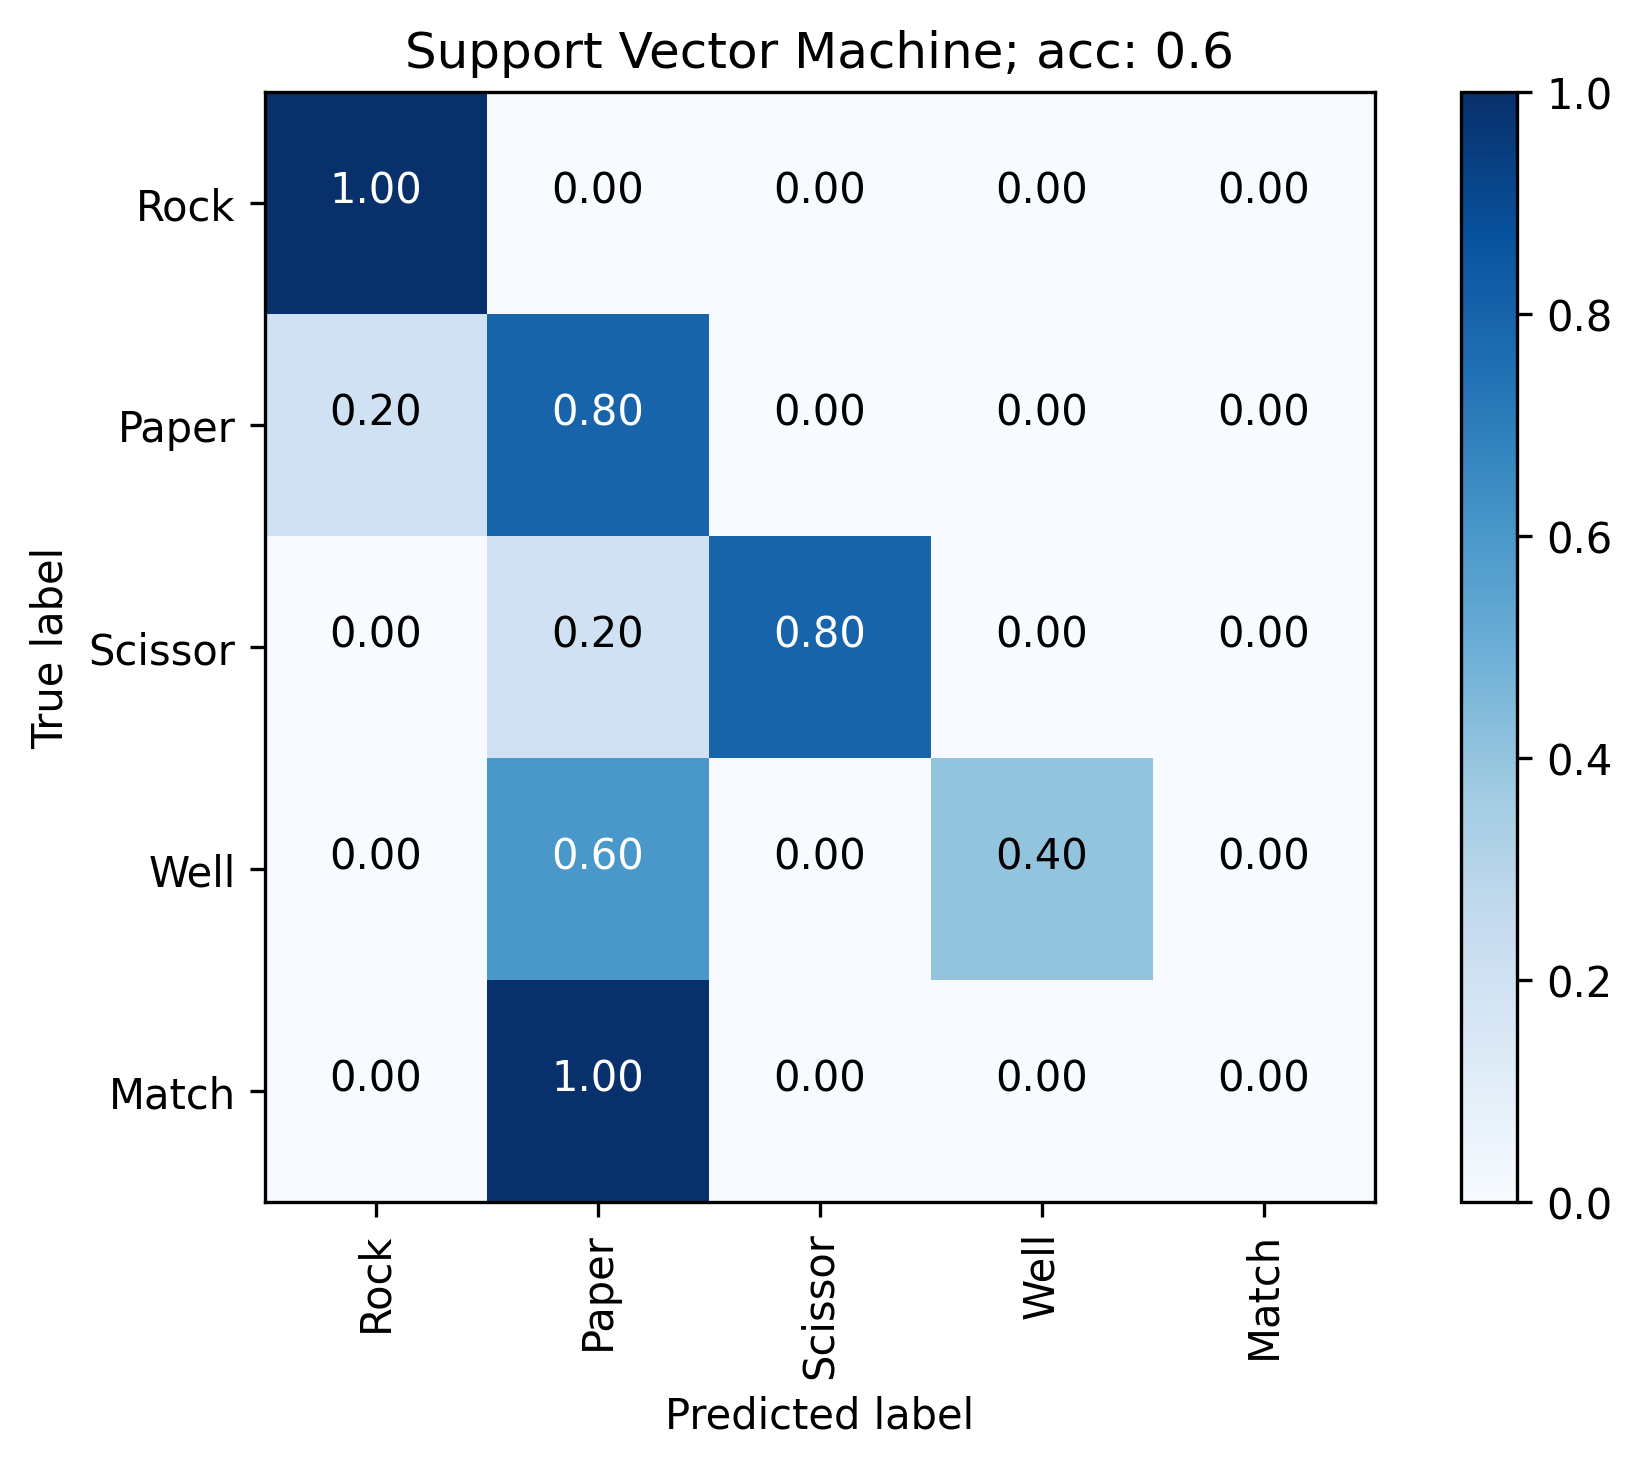 Support Vector Machine; acc: 0.6
Rock 1.00 0.00 0.00 0.00 0.00
Paper 0.20 0.80 0.00 0.00 0.00
Scissor 0.00 0.20 0.80 0.00 0.00
Well 0.00 0.60 0.00 0.40 0.00
Match 0.00 1.00 0.00 0.00 0.00
True label
Rock Paper Scissor Well Match
Predicted label
1.0
0.8
0.6
0.4
0.2
0.0